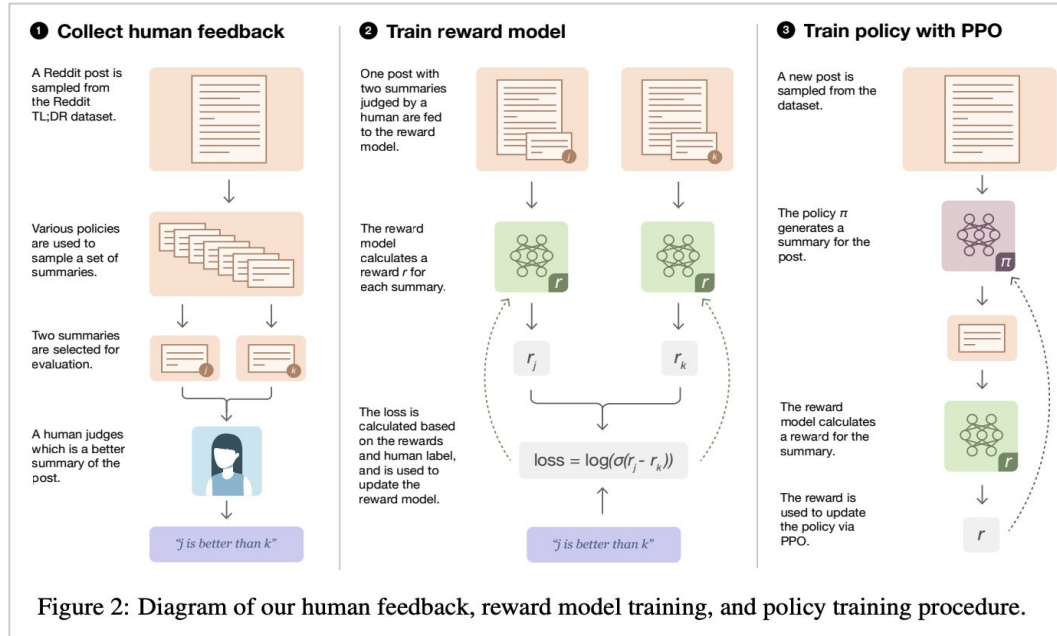 1 Collect human feedback
A Reddit post is
sampled from
the Reddit
TL;DR dataset.
Various policies
are used to
sample a set of
summaries.
Two summaries
are selected for
evaluation.
j
k
A human judges
which is a better
summary of the
post.
"j is better than k"
2 Train reward model
One post with
two summaries
judged by a
human are fed
to the reward
model.
j
k
The reward
model
calculates a
reward r for
each summary.
r
r
r_j
r_k
The loss is
calculated based
on the rewards
and human label,
and is used to
update the
reward model.
loss = log(σ(r_j - r_k))
"j is better than k"
3 Train policy with PPO
A new post is
sampled from the
dataset.
The policy π
generates a
summary for the
post.
π
The reward
model calculates
a reward for the
summary.
r
The reward is
used to update
the policy via
PPO.
r
Figure 2: Diagram of our human feedback, reward model training, and policy training procedure.